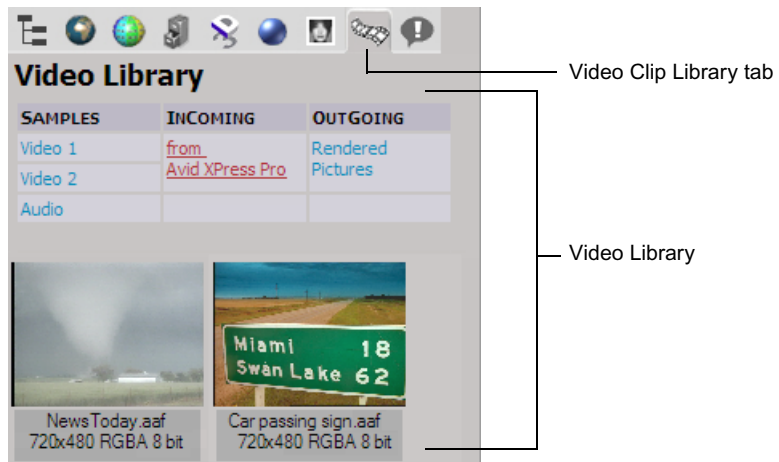 Video Clip Library tab
Video Library
SAMPLES INCOMING OUTGOING
Video 1 from Rendered
Avid XPress Pro Pictures
Video 2
Audio
Video Library
Miami 18
Swan Lake 62
NewsToday.aaf Car passing sign.aaf
720x480 RGBA 8 bit 720x480 RGBA 8 bit